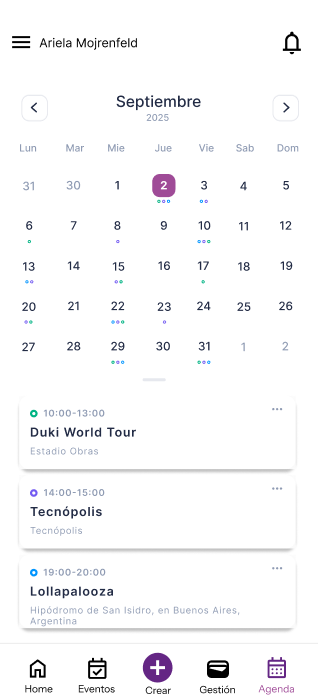 Ariela Mojrenfeld
Septiembre
2025
Lun Mar Mie Jue Vie Sab Dom
31 30 1 2 3 4 5
6 7 8 9 10 11 12
13 14 15 16 17 18 19
20 21 22 23 24 25 26
27 28 29 30 31 1 2
10:00-13:00
Duki World Tour
Estadio Obras
14:00-15:00
Tecnópolis
Tecnópolis
19:00-20:00
Lollapalooza
Hipódromo de San Isidro, en Buenos Aires,
Argentina
Home Eventos Crear Gestión Agenda